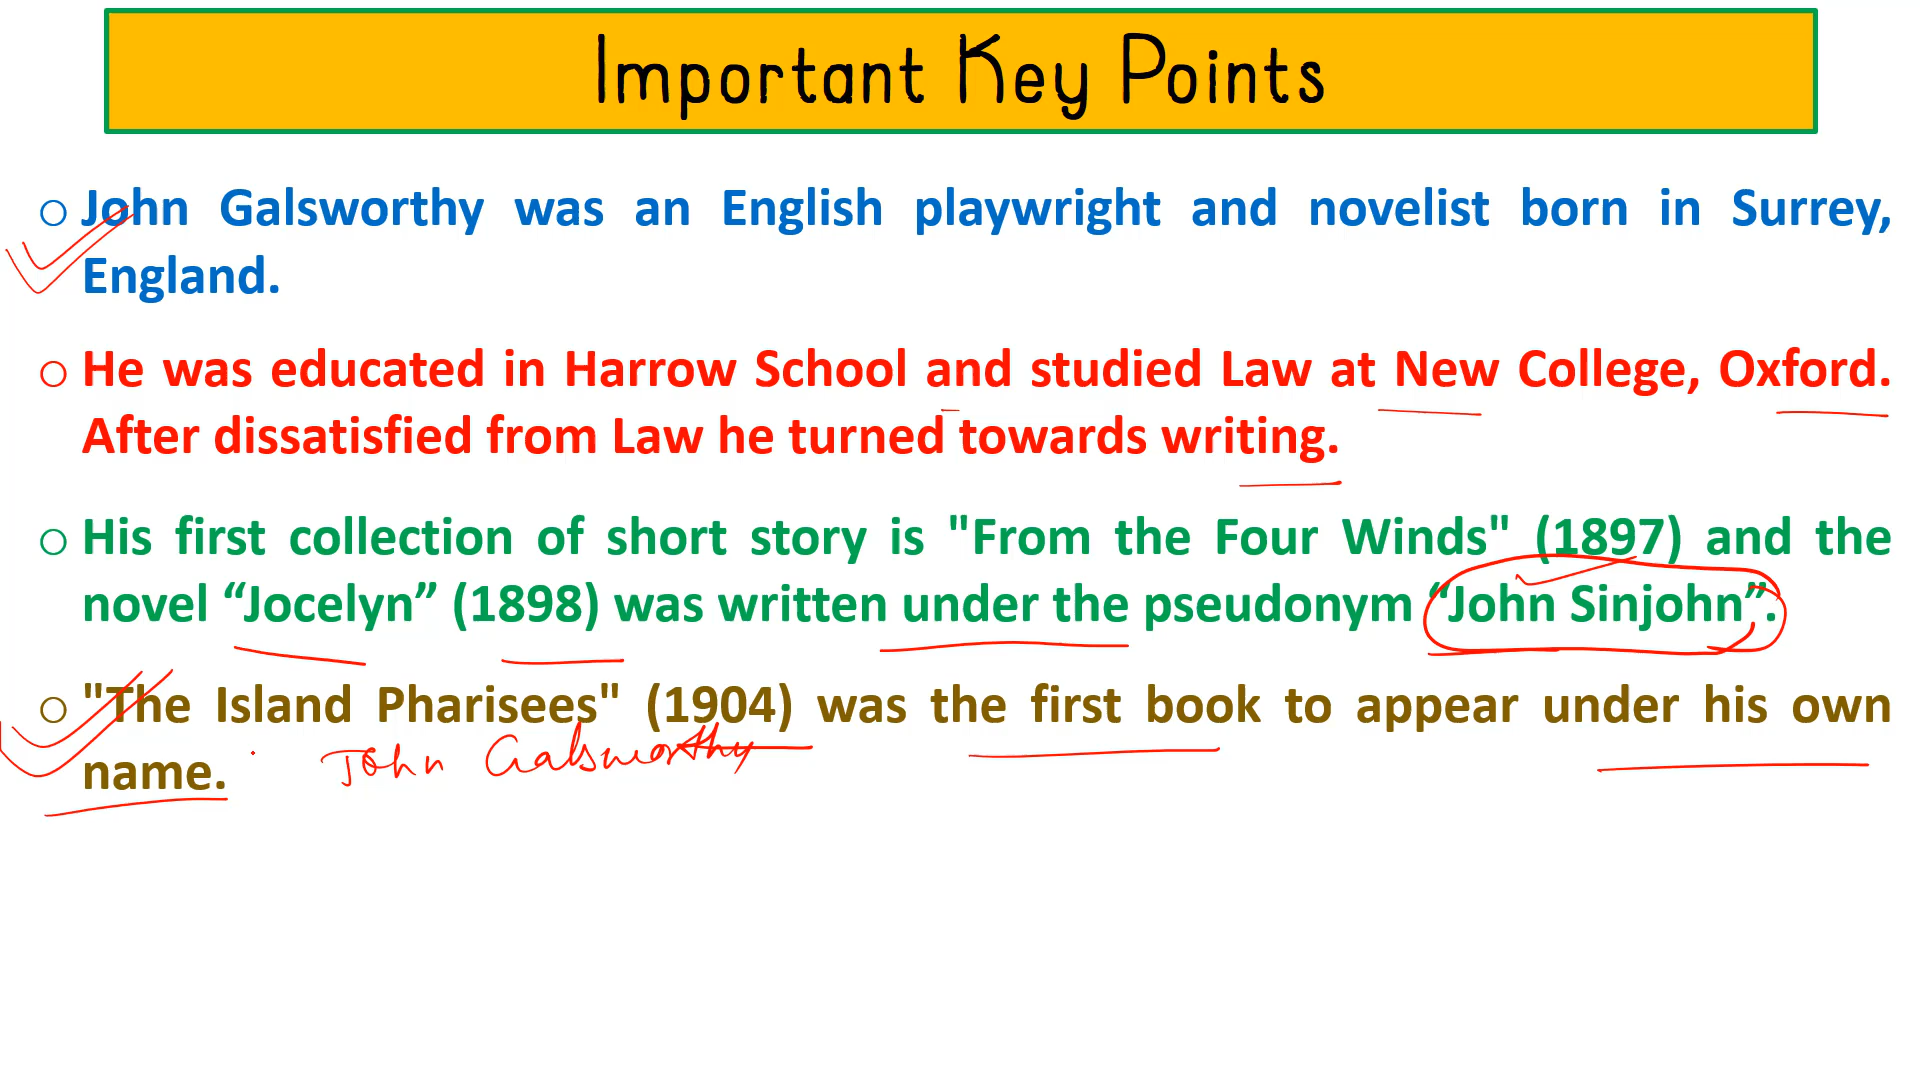 Important Key Points
John Galsworthy was an English playwright and novelist born in Surrey,
England.
He was educated in Harrow School and studied Law at New College, Oxford.
After dissatisfied from Law he turned towards writing.
His first collection of short story is "From the Four Winds" (1897) and the
novel “Jocelyn” (1898) was written under the pseudonym “John Sinjohn”.
"The Island Pharisees" (1904) was the first book to appear under his own
name. John Galsworthy